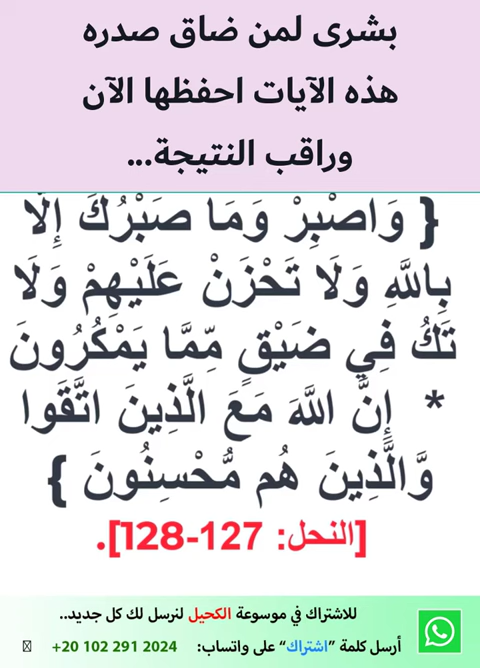 بشرى لمن ضاق صدره
هذه الآيات احفظها الآن
وراقب النتيجة...
{ وَاصْبِرْ وَمَا صَبْرُكَ إِلَّا
بِاللَّهِ وَلَا تَحْزَنْ عَلَيْهِمْ وَلَا
تَكُ فِي ضَيْقٍ مِّمَّا يَمْكُرُونَ
* إِنَّ اللَّهَ مَعَ الَّذِينَ اتَّقَوا
وَّالَّذِينَ هُم مُّحْسِنُونَ }
[النحل: 127-128].
للاشتراك في موسوعة الكحيل لنرسل لك كل جديد..
أرسل كلمة "اشتراك" على واتساب: +20 102 291 2024